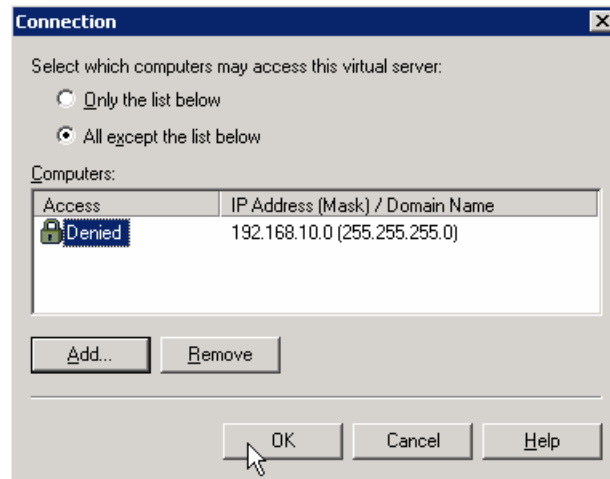 Connection
Select which computers may access this virtual server:
Only the list below
All except the list below
Computers:
Access IP Address (Mask) / Domain Name
Denied 192.168.10.0 (255.255.255.0)
Add... Remove
OK Cancel Help